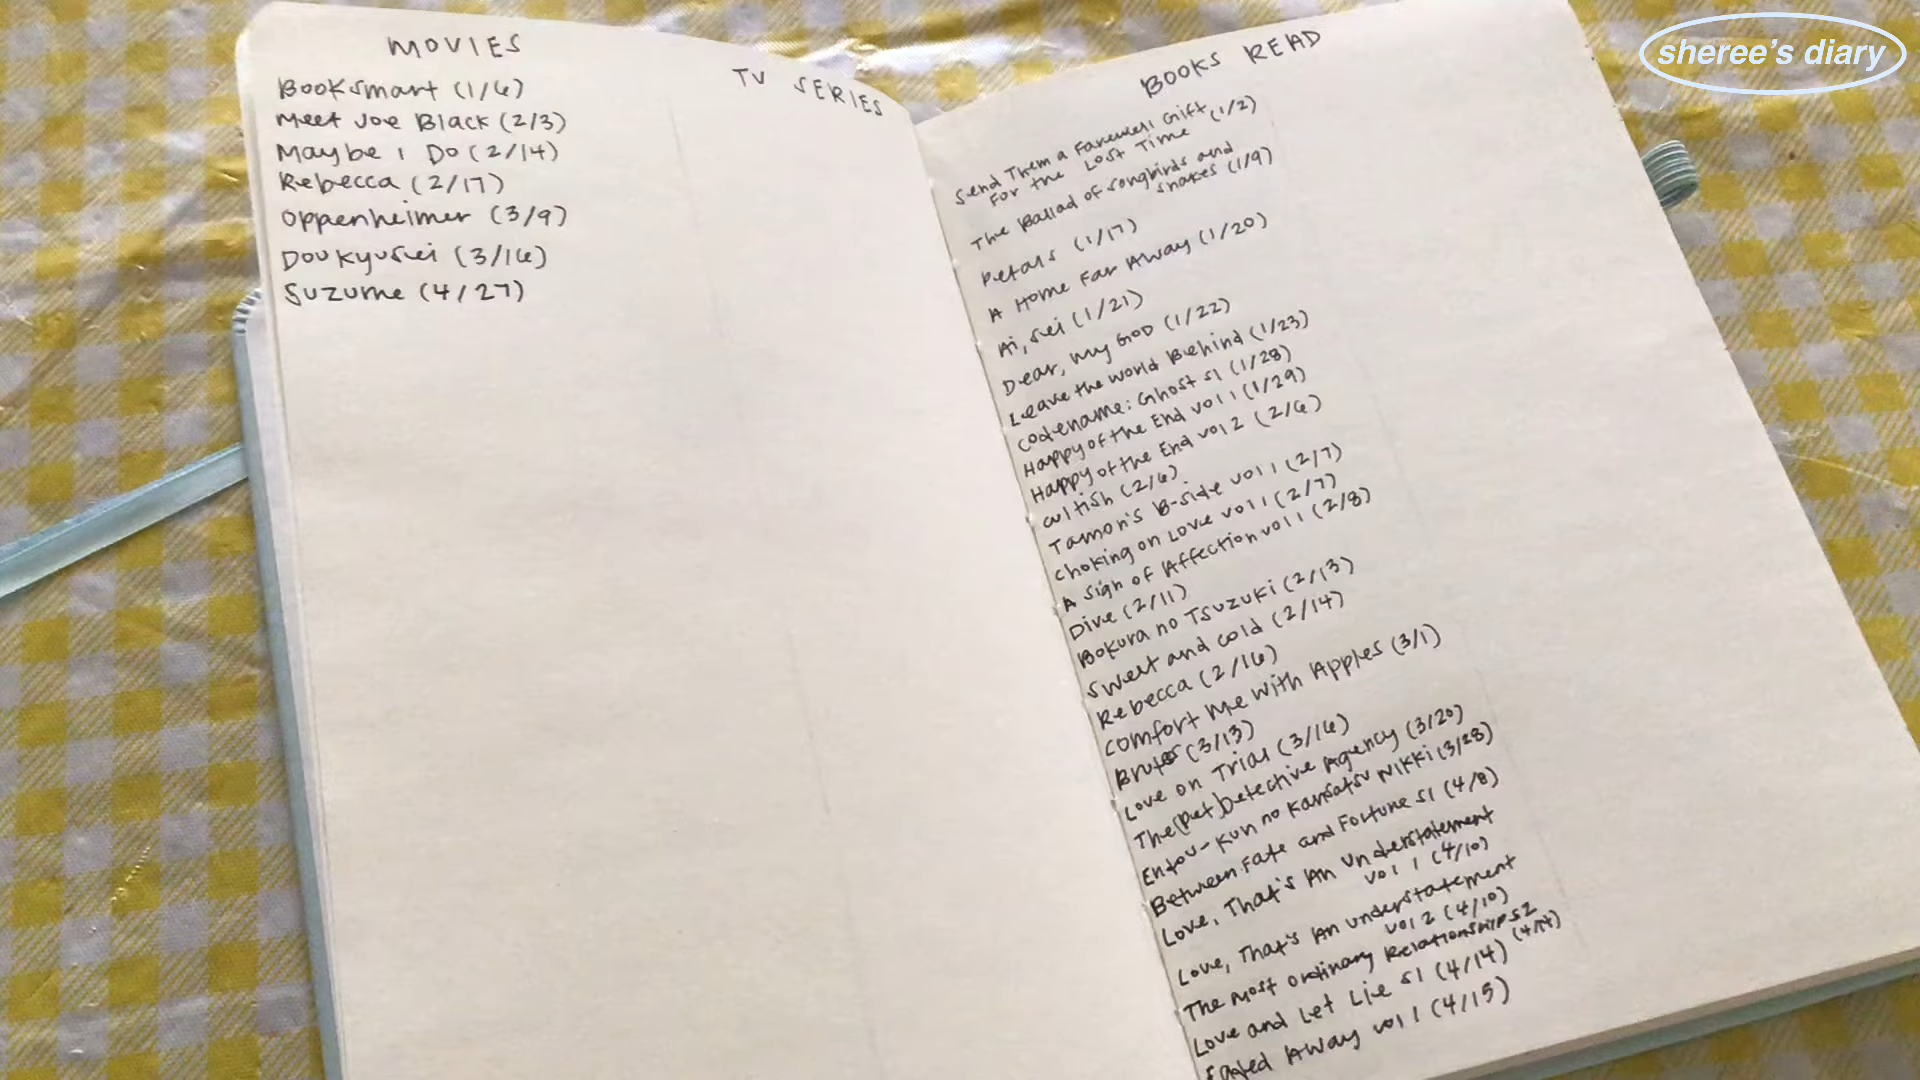 sheree's diary
MOVIES
Booksmart (1/6)
Meet Joe Black (2/3)
Maybe I Do (2/14)
Rebecca (2/17)
Oppenheimer (3/9)
Doukyusei (3/16)
Suzume (4/27)
TV SERIES
BOOKS READ
Send Them a Farewell Gift (1/2)
for the Lost Time
The Ballad of Songbirds and
Snakes (1/9)
Petals (1/17)
A Home Far Away (1/20)
Ai, Sei (1/21)
Dear, My GOD (1/22)
Leave the World Behind (1/23)
Codename: Ghost S1 (1/28)
Happy of the End vol 1 (1/29)
Happy of the End vol 2 (2/6)
Cultish (2/6)
Tamon's B-side vol 1 (2/7)
Choking on Love vol 1 (2/7)
A Sign of Affection vol 1 (2/8)
Dive (2/11)
Bokura no Tsuzuki (2/13)
Sweet and Cold (2/14)
Rebecca (2/16)
Comfort Me With Apples (3/1)
Brutes (3/13)
Love on Trial (3/16)
The (Pet) Detective Agency (3/20)
Endou-kun no Kansatsu Nikki (3/28)
Between Fate and Fortune S1 (4/8)
Love, That's An Understatement
vol 1 (4/10)
Love, That's An Understatement
vol 2 (4/10)
The Most Ordinary Relationship S2
(4/14)
Love and Let Lie S1 (4/14)
Away vol 1 (4/15)